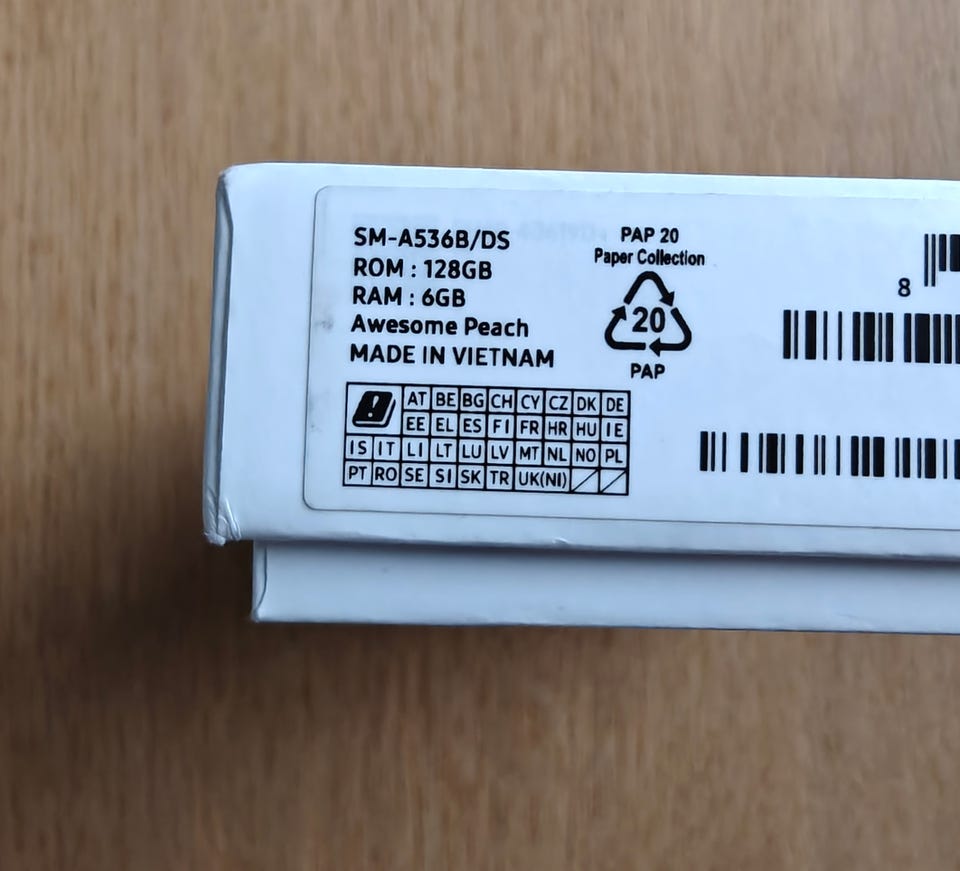 SM-A536B/DS
ROM : 128GB
RAM : 6GB
Awesome Peach
MADE IN VIETNAM
PAP 20
Paper Collection
20
PAP
8
AT BE BG CH CY CZ DK DE
EE EL ES FI FR HR HU IE
IS IT LI LT LU LV MT NL NO PL
PT RO SE SI SK TR UK(NI)